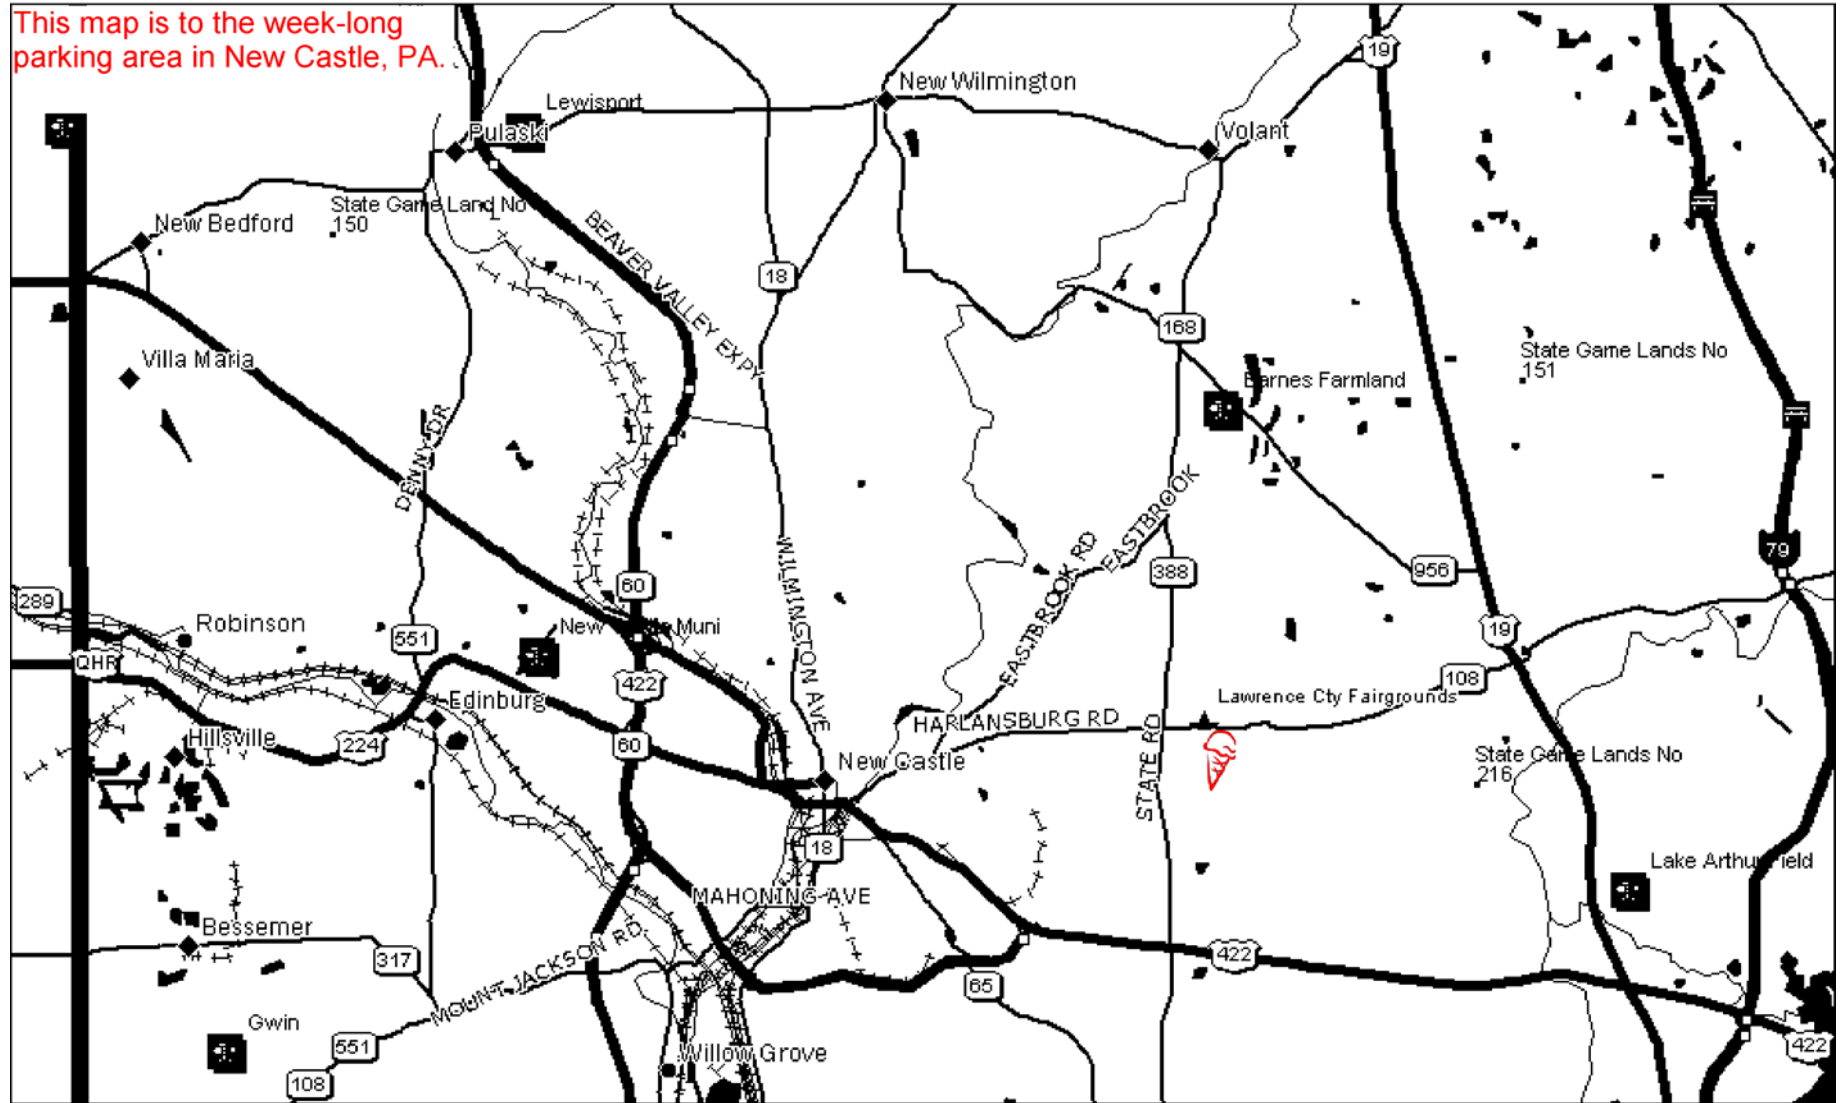 This map is to the week-long
parking area in New Castle, PA.
19
New Wilmington
Lewisport
Pulaski
Volant
State Game Land No
150
New Bedford
BEAVER VALLEY EXPY
18
168
Villa Maria
State Game Lands No
151
Barnes Farmland
DENNY DR
EASTBROOK
EASTBROOK RD
WILMINGTON AVE
79
388
956
60
289
Robinson
551
New
Muni
19
QHR
422
108
Lawrence Cty Fairgrounds
Edinburg
HARLANSBURG RD
STATE RD
Hillsville
224
60
New Castle
State Game Lands No
216
18
Lake Arthur Field
MAHONING AVE
Bessemer
317
MOUNT JACKSON RD
422
65
Gwin
551
Willow Grove
422
108